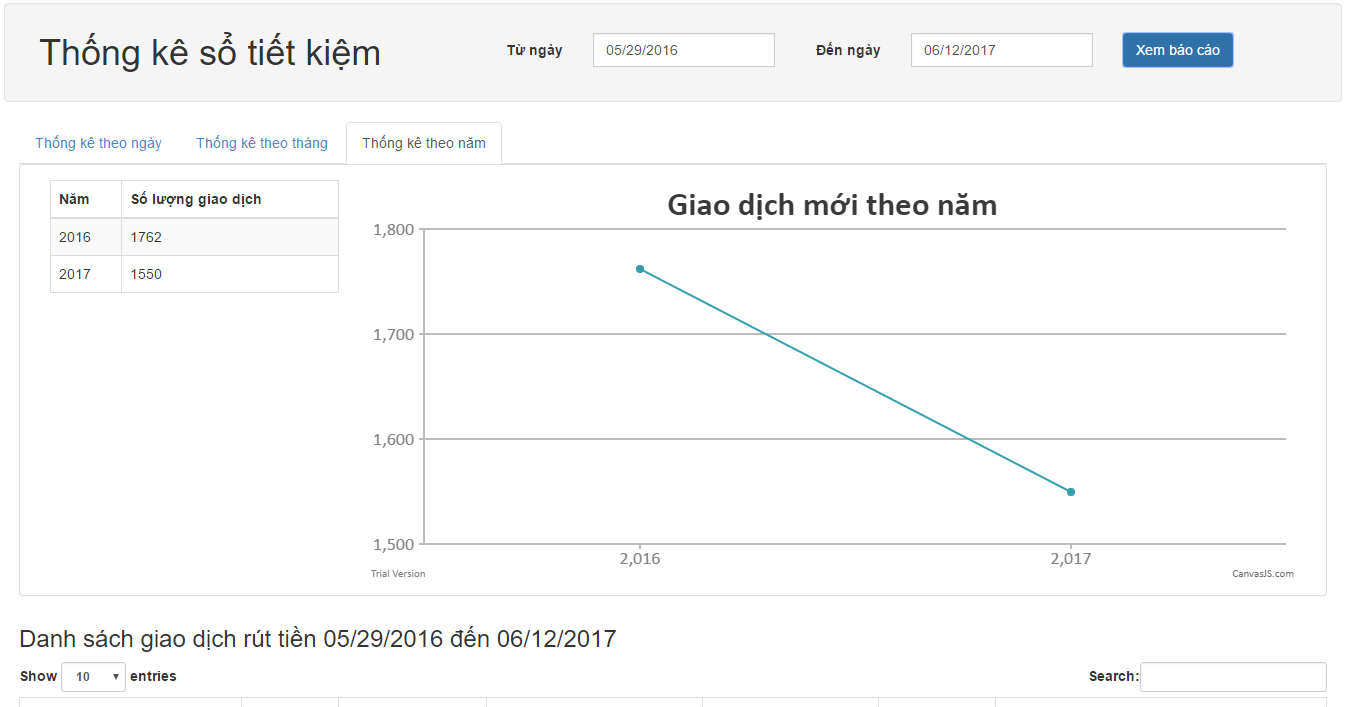 Thống kê sổ tiết kiệm Từ ngày 05/29/2016 Đến ngày 06/12/2017 Xem báo cáo
Thống kê theo ngày Thống kê theo tháng Thống kê theo năm
Năm Số lượng giao dịch
2016 1762
2017 1550
Giao dịch mới theo năm
1,800
1,700
1,600
1,500
2,016 2,017
Trial Version CanvasJS.com
Danh sách giao dịch rút tiền 05/29/2016 đến 06/12/2017
Show 10 entries Search: